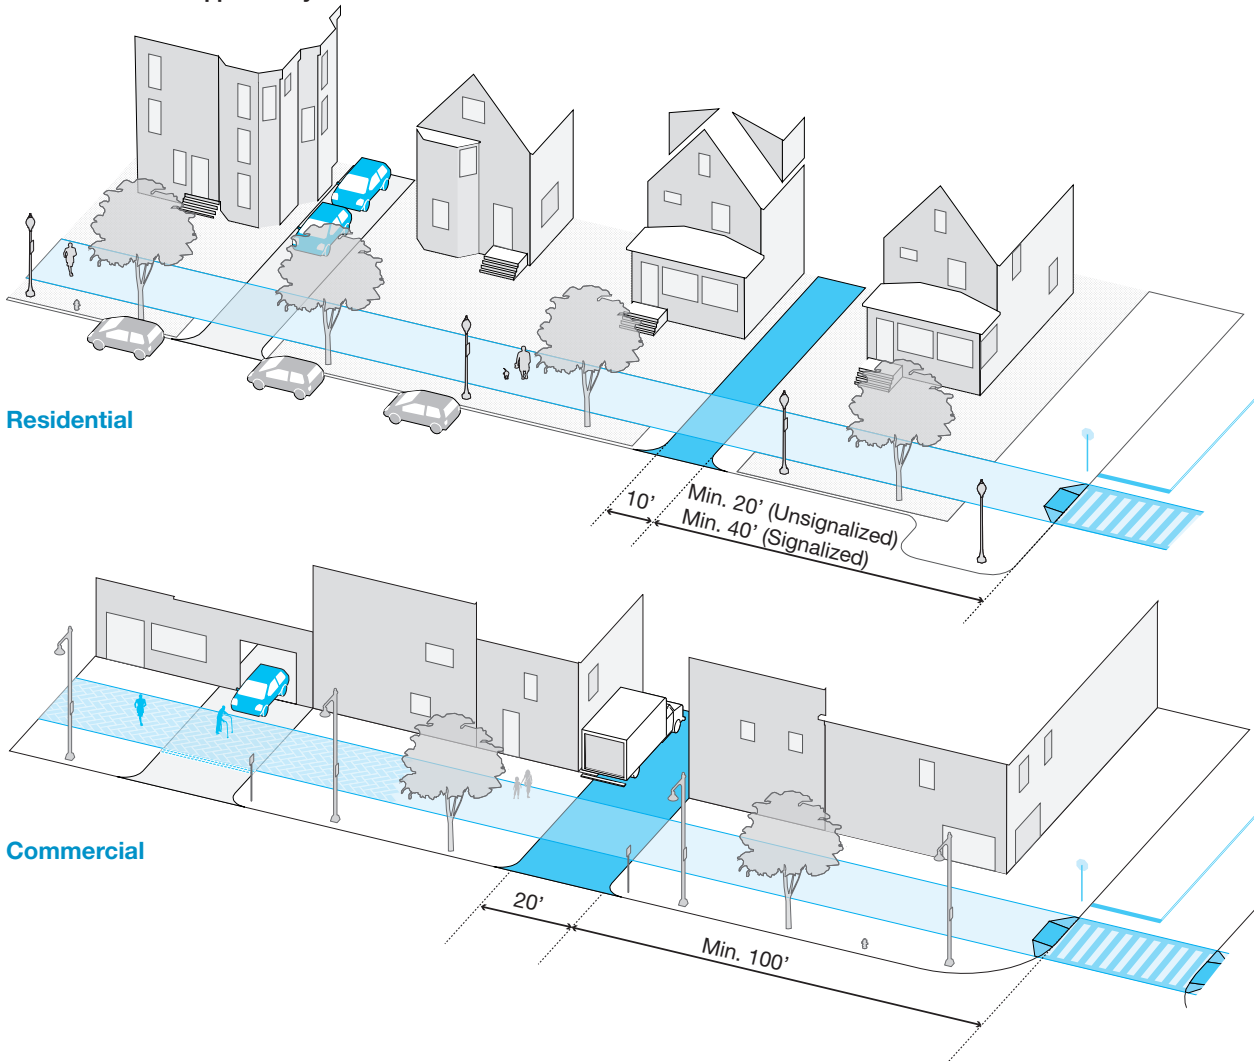 Residential
10’
Min. 20’ (Unsignalized)
Min. 40’ (Signalized)
Commercial
20’
Min. 100’